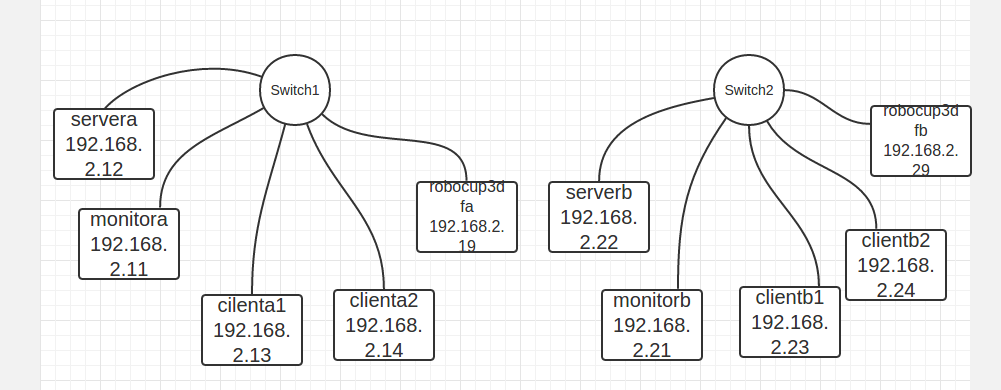 Switch1
Switch2
servera
192.168.
2.12
monitora
192.168.
2.11
cilenta1
192.168.
2.13
clienta2
192.168.
2.14
robocup3d
fa
192.168.2.
19
serverb
192.168.
2.22
monitorb
192.168.
2.21
clientb1
192.168.
2.23
clientb2
192.168.
2.24
robocup3d
fb
192.168.2.
29